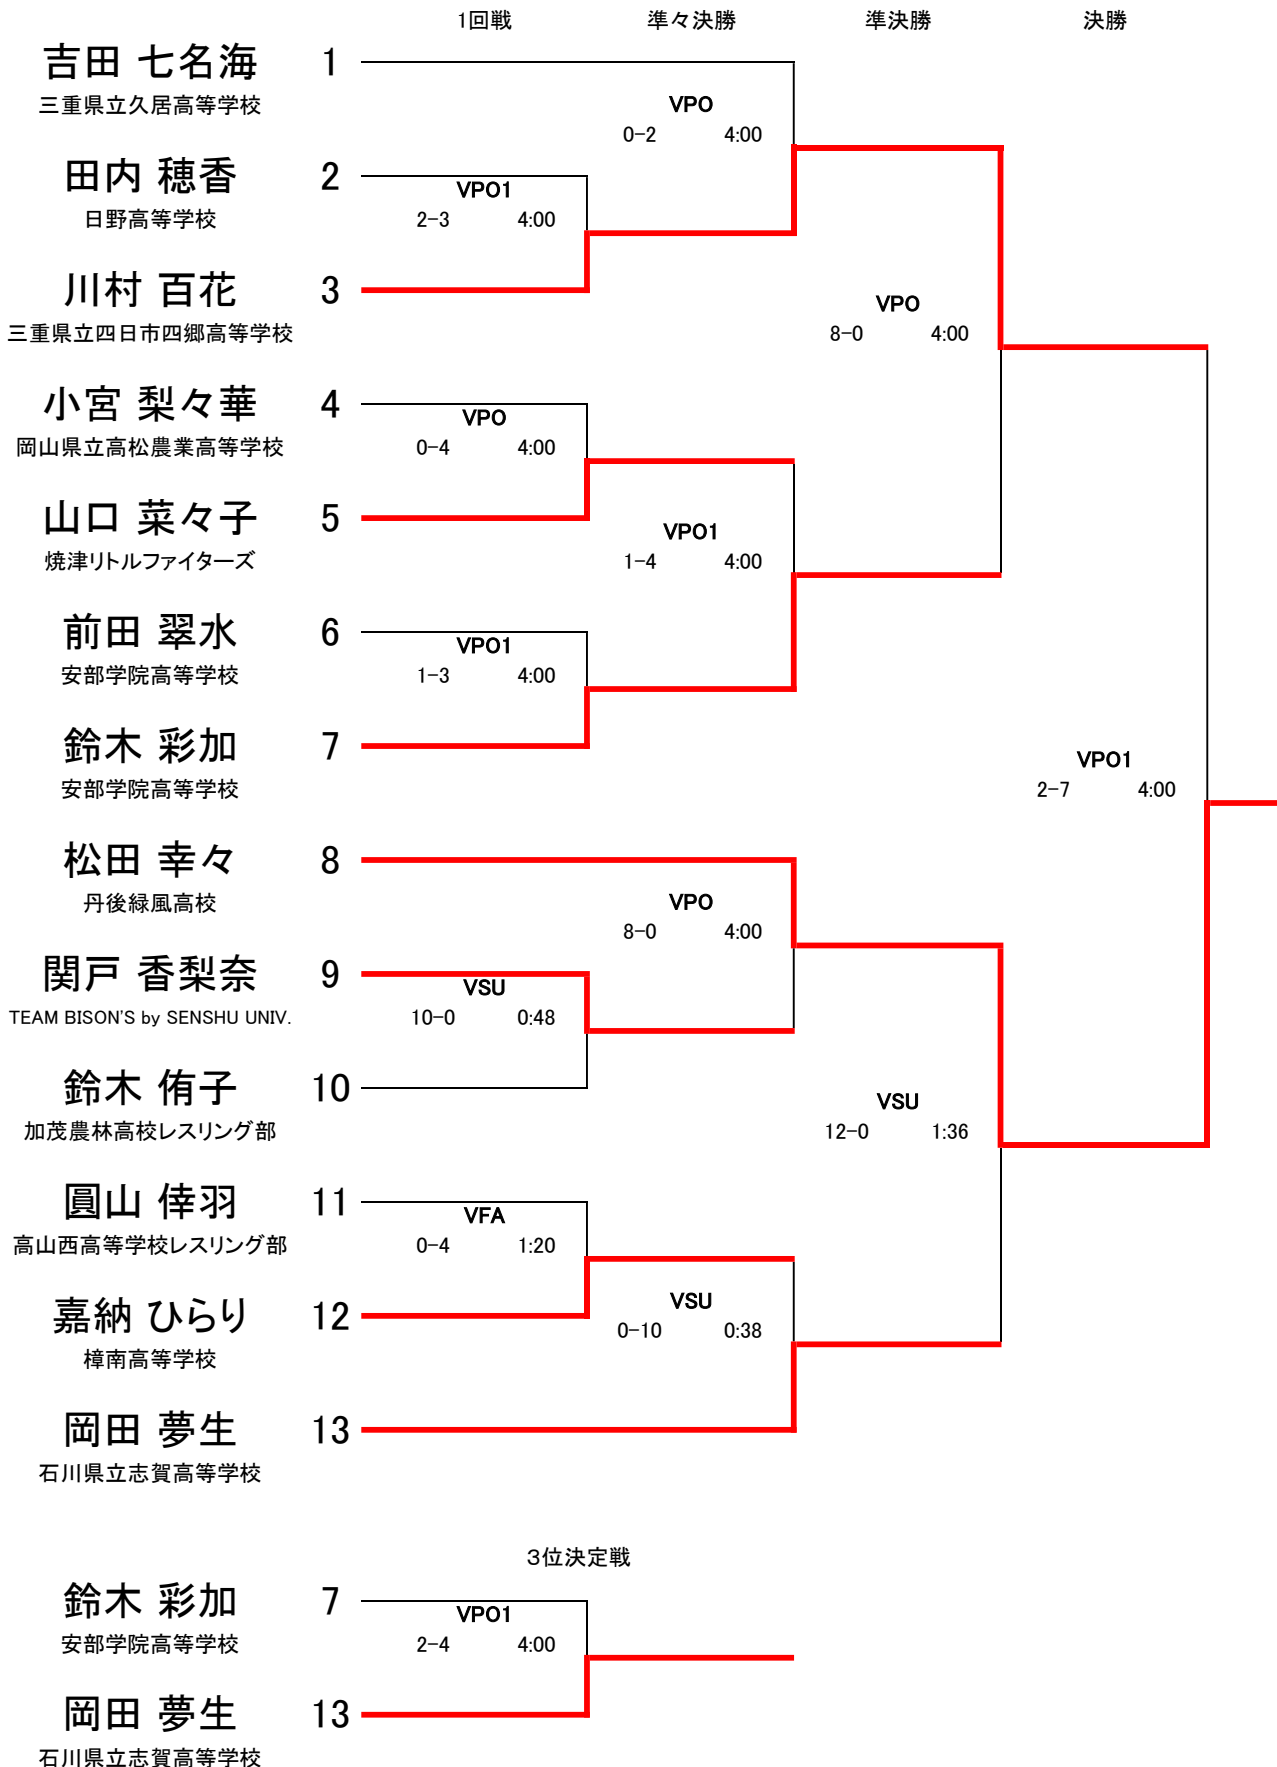 1回戦 準々決勝 準決勝 決勝
吉田 七名海 1
三重県立久居高等学校
VPO
0-2 4:00
田内 穂香 2
日野高等学校
VPO1
2-3 4:00
川村 百花 3
三重県立四日市四郷高等学校
VPO
8-0 4:00
小宮 梨々華 4
岡山県立高松農業高等学校
VPO
0-4 4:00
山口 菜々子 5
焼津リトルファイターズ
VPO1
1-4 4:00
前田 翠水 6
安部学院高等学校
VPO1
1-3 4:00
鈴木 彩加 7
安部学院高等学校
VPO1
2-7 4:00
松田 幸々 8
丹後緑風高校
VPO
8-0 4:00
関戸 香梨奈 9
TEAM BISON'S by SENSHU UNIV.
VSU
10-0 0:48
鈴木 侑子 10
加茂農林高校レスリング部
VSU
12-0 1:36
圓山 倖羽 11
高山西高等学校レスリング部
VFA
0-4 1:20
嘉納 ひらり 12
樟南高等学校
VSU
0-10 0:38
岡田 夢生 13
石川県立志賀高等学校
3位決定戦
鈴木 彩加 7
安部学院高等学校
VPO1
2-4 4:00
岡田 夢生 13
石川県立志賀高等学校